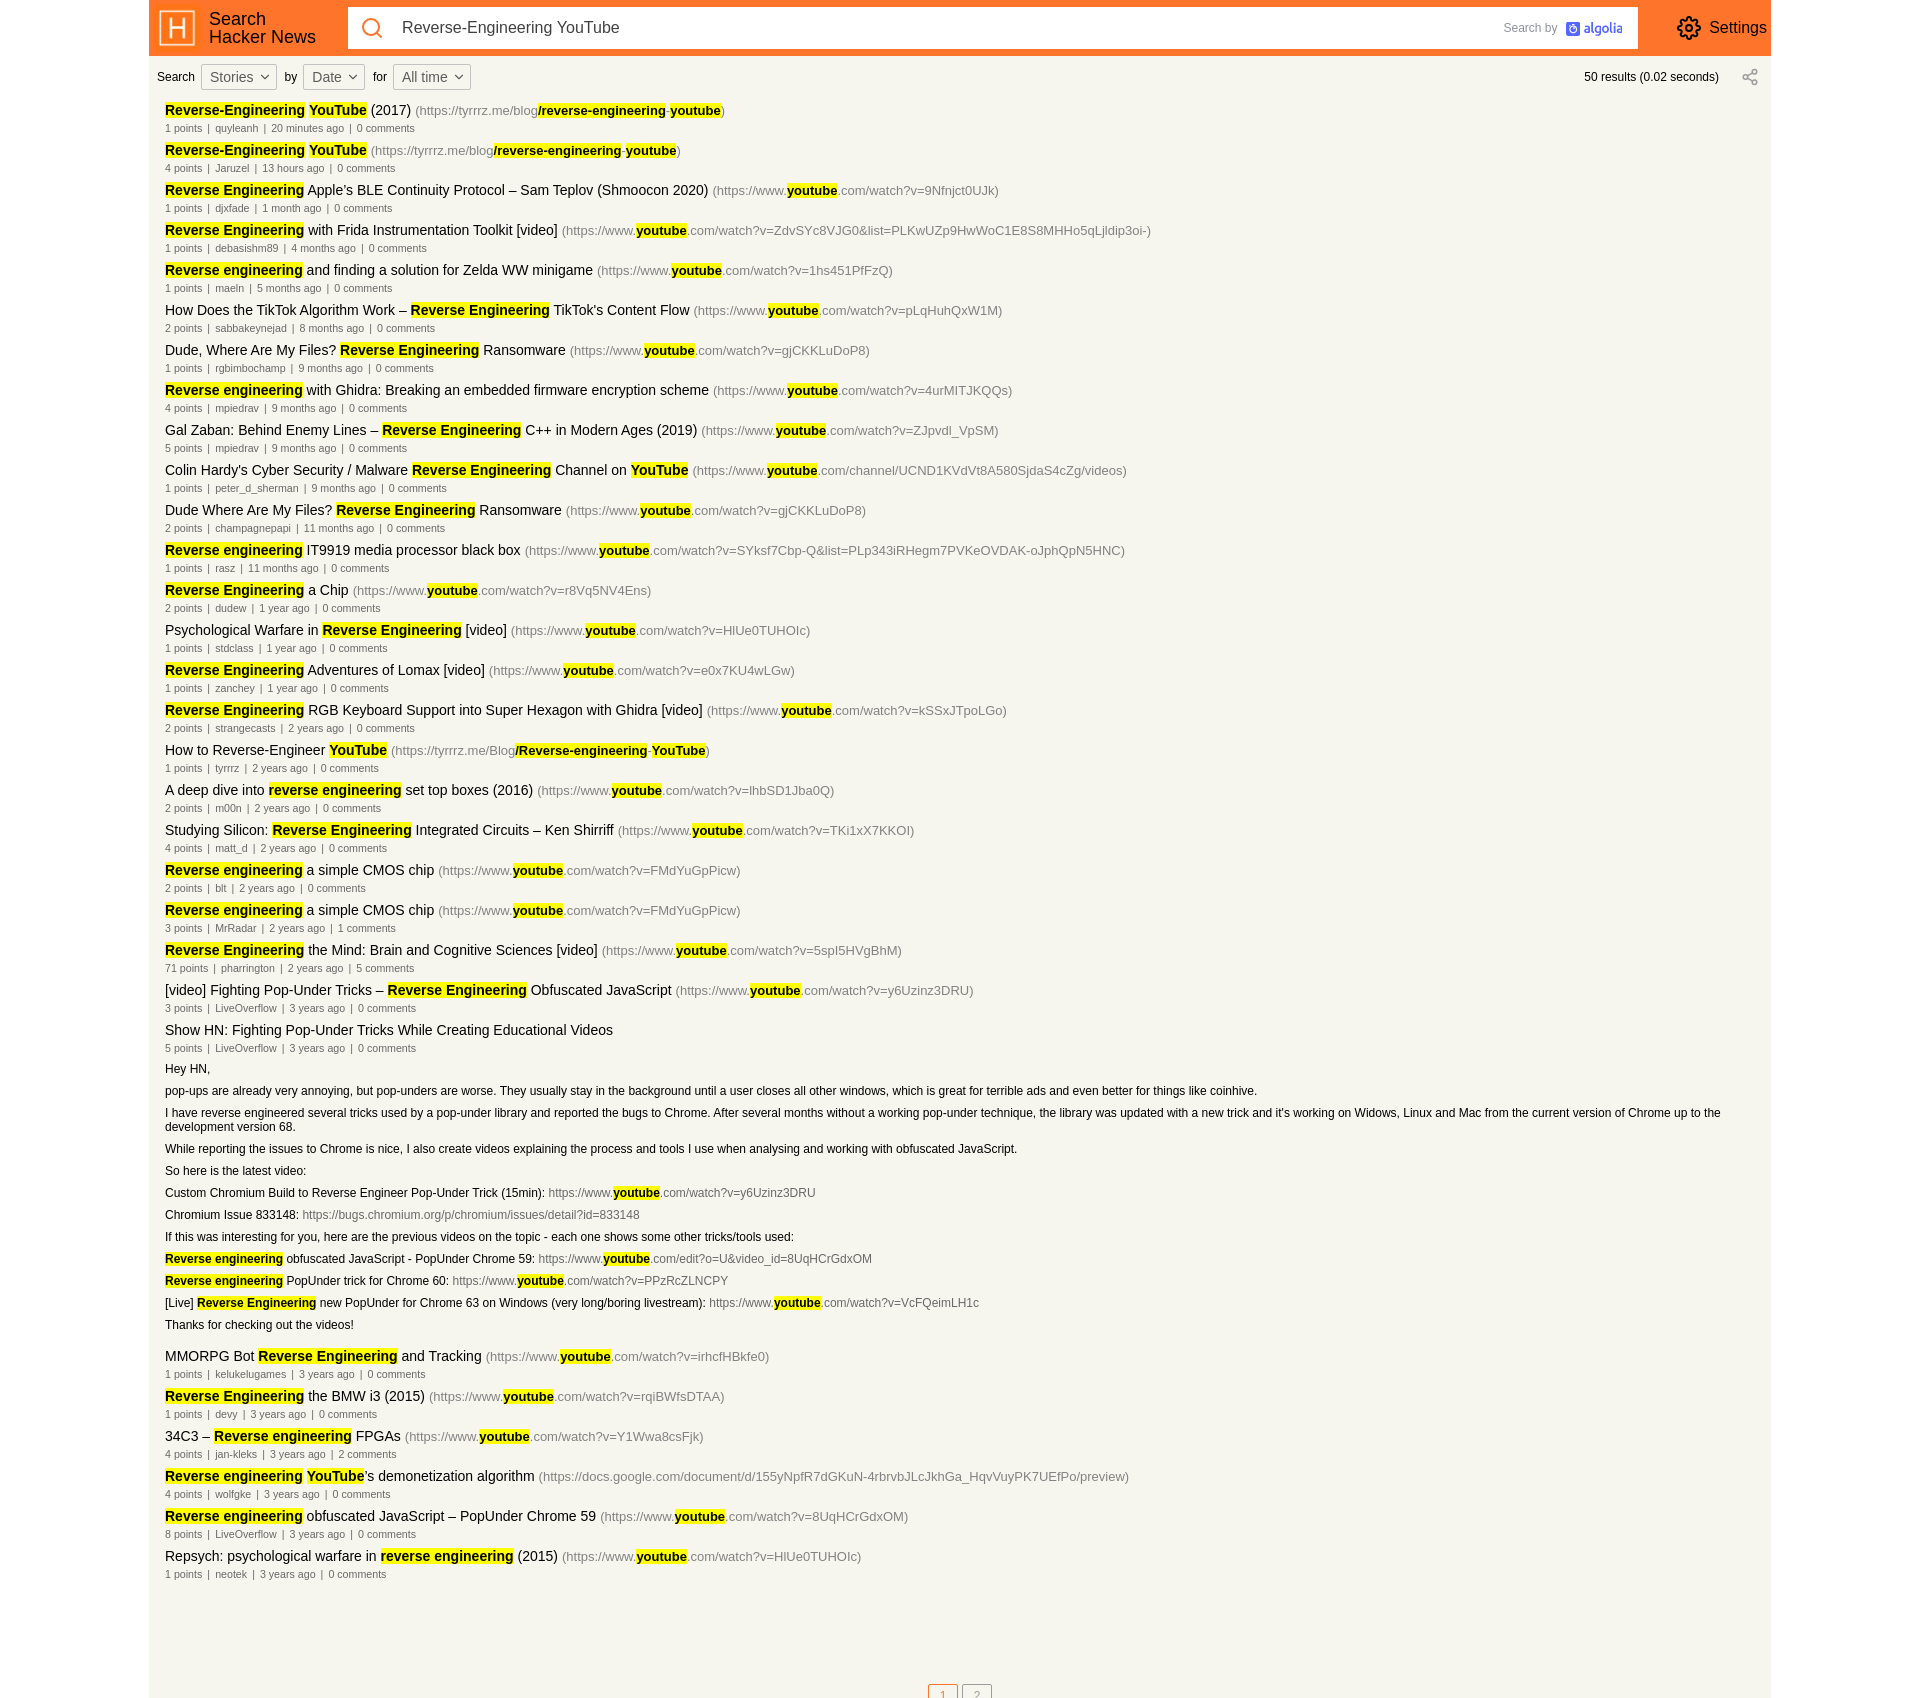 Search
Hacker News
Reverse-Engineering YouTube
Search by algolia
Settings
Search Stories by Date for All time
50 results (0.02 seconds)
Reverse-Engineering YouTube (2017) (https://tyrrrz.me/blog/reverse-engineering-youtube)
1 points | quyleanh | 20 minutes ago | 0 comments
Reverse-Engineering YouTube (https://tyrrrz.me/blog/reverse-engineering-youtube)
4 points | Jaruzel | 13 hours ago | 0 comments
Reverse Engineering Apple’s BLE Continuity Protocol – Sam Teplov (Shmoocon 2020) (https://www.youtube.com/watch?v=9Nfnjct0UJk)
1 points | djxfade | 1 month ago | 0 comments
Reverse Engineering with Frida Instrumentation Toolkit [video] (https://www.youtube.com/watch?v=ZdvSYc8VJG0&list=PLKwUZp9HwWoC1E8S8MHHo5qLjldip3oi-)
1 points | debasishm89 | 4 months ago | 0 comments
Reverse engineering and finding a solution for Zelda WW minigame (https://www.youtube.com/watch?v=1hs451PfFzQ)
1 points | maeln | 5 months ago | 0 comments
How Does the TikTok Algorithm Work – Reverse Engineering TikTok's Content Flow (https://www.youtube.com/watch?v=pLqHuhQxW1M)
2 points | sabbakeynejad | 8 months ago | 0 comments
Dude, Where Are My Files? Reverse Engineering Ransomware (https://www.youtube.com/watch?v=gjCKKLuDoP8)
1 points | rgbimbochamp | 9 months ago | 0 comments
Reverse engineering with Ghidra: Breaking an embedded firmware encryption scheme (https://www.youtube.com/watch?v=4urMITJKQQs)
4 points | mpiedrav | 9 months ago | 0 comments
Gal Zaban: Behind Enemy Lines – Reverse Engineering C++ in Modern Ages (2019) (https://www.youtube.com/watch?v=ZJpvdl_VpSM)
5 points | mpiedrav | 9 months ago | 0 comments
Colin Hardy's Cyber Security / Malware Reverse Engineering Channel on YouTube (https://www.youtube.com/channel/UCND1KVdVt8A580SjdaS4cZg/videos)
1 points | peter_d_sherman | 9 months ago | 0 comments
Dude Where Are My Files? Reverse Engineering Ransomware (https://www.youtube.com/watch?v=gjCKKLuDoP8)
2 points | champagnepapi | 11 months ago | 0 comments
Reverse engineering IT9919 media processor black box (https://www.youtube.com/watch?v=SYksf7Cbp-Q&list=PLp343iRHegm7PVKeOVDAK-oJphQpN5HNC)
1 points | rasz | 11 months ago | 0 comments
Reverse Engineering a Chip (https://www.youtube.com/watch?v=r8Vq5NV4Ens)
2 points | dudew | 1 year ago | 0 comments
Psychological Warfare in Reverse Engineering [video] (https://www.youtube.com/watch?v=HlUe0TUHOIc)
1 points | stdclass | 1 year ago | 0 comments
Reverse Engineering Adventures of Lomax [video] (https://www.youtube.com/watch?v=e0x7KU4wLGw)
1 points | zanchey | 1 year ago | 0 comments
Reverse Engineering RGB Keyboard Support into Super Hexagon with Ghidra [video] (https://www.youtube.com/watch?v=kSSxJTpoLGo)
2 points | strangecasts | 2 years ago | 0 comments
How to Reverse-Engineer YouTube (https://tyrrrz.me/Blog/Reverse-engineering-YouTube)
1 points | tyrrrz | 2 years ago | 0 comments
A deep dive into reverse engineering set top boxes (2016) (https://www.youtube.com/watch?v=lhbSD1Jba0Q)
2 points | m00n | 2 years ago | 0 comments
Studying Silicon: Reverse Engineering Integrated Circuits – Ken Shirriff (https://www.youtube.com/watch?v=TKi1xX7KKOI)
4 points | matt_d | 2 years ago | 0 comments
Reverse engineering a simple CMOS chip (https://www.youtube.com/watch?v=FMdYuGpPicw)
2 points | blt | 2 years ago | 0 comments
Reverse engineering a simple CMOS chip (https://www.youtube.com/watch?v=FMdYuGpPicw)
3 points | MrRadar | 2 years ago | 1 comments
Reverse Engineering the Mind: Brain and Cognitive Sciences [video] (https://www.youtube.com/watch?v=5spI5HVgBhM)
71 points | pharrington | 2 years ago | 5 comments
[video] Fighting Pop-Under Tricks – Reverse Engineering Obfuscated JavaScript (https://www.youtube.com/watch?v=y6Uzinz3DRU)
3 points | LiveOverflow | 3 years ago | 0 comments
Show HN: Fighting Pop-Under Tricks While Creating Educational Videos
5 points | LiveOverflow | 3 years ago | 0 comments
Hey HN,
pop-ups are already very annoying, but pop-unders are worse. They usually stay in the background until a user closes all other windows, which is great for terrible ads and even better for things like coinhive.
I have reverse engineered several tricks used by a pop-under library and reported the bugs to Chrome. After several months without a working pop-under technique, the library was updated with a new trick and it's working on Widows, Linux and Mac from the current version of Chrome up to the
development version 68.
While reporting the issues to Chrome is nice, I also create videos explaining the process and tools I use when analysing and working with obfuscated JavaScript.
So here is the latest video:
Custom Chromium Build to Reverse Engineer Pop-Under Trick (15min): https://www.youtube.com/watch?v=y6Uzinz3DRU
Chromium Issue 833148: https://bugs.chromium.org/p/chromium/issues/detail?id=833148
If this was interesting for you, here are the previous videos on the topic - each one shows some other tricks/tools used:
Reverse engineering obfuscated JavaScript - PopUnder Chrome 59: https://www.youtube.com/edit?o=U&video_id=8UqHCrGdxOM
Reverse engineering PopUnder trick for Chrome 60: https://www.youtube.com/watch?v=PPzRcZLNCPY
[Live] Reverse Engineering new PopUnder for Chrome 63 on Windows (very long/boring livestream): https://www.youtube.com/watch?v=VcFQeimLH1c
Thanks for checking out the videos!
MMORPG Bot Reverse Engineering and Tracking (https://www.youtube.com/watch?v=irhcfHBkfe0)
1 points | kelukelugames | 3 years ago | 0 comments
Reverse Engineering the BMW i3 (2015) (https://www.youtube.com/watch?v=rqiBWfsDTAA)
1 points | devy | 3 years ago | 0 comments
34C3 – Reverse engineering FPGAs (https://www.youtube.com/watch?v=Y1Wwa8csFjk)
4 points | jan-kleks | 3 years ago | 2 comments
Reverse engineering YouTube’s demonetization algorithm (https://docs.google.com/document/d/155yNpfR7dGKuN-4rbrvbJLcJkhGa_HqvVuyPK7UEfPo/preview)
4 points | wolfgke | 3 years ago | 0 comments
Reverse engineering obfuscated JavaScript – PopUnder Chrome 59 (https://www.youtube.com/watch?v=8UqHCrGdxOM)
8 points | LiveOverflow | 3 years ago | 0 comments
Repsych: psychological warfare in reverse engineering (2015) (https://www.youtube.com/watch?v=HlUe0TUHOIc)
1 points | neotek | 3 years ago | 0 comments
1 2